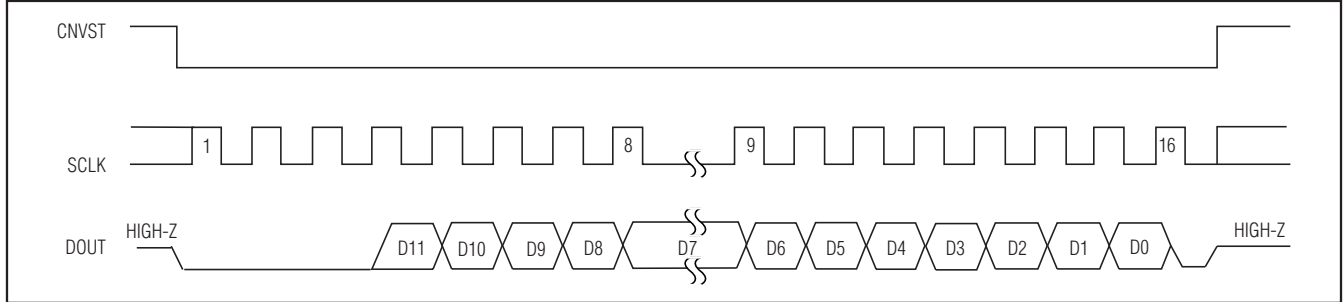 CNVST
1 8 9 16
SCLK
HIGH-Z HIGH-Z
DOUT D11 D10 D9 D8 D7 D6 D5 D4 D3 D2 D1 D0